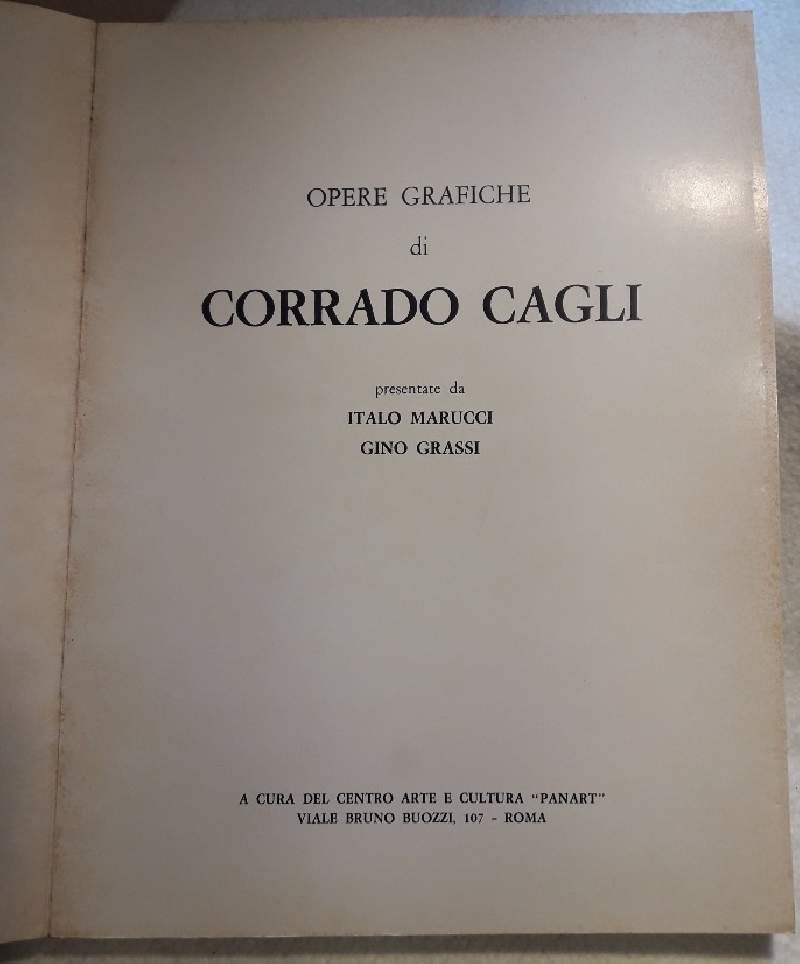 OPERE GRAFICHE
di
CORRADO CAGLI
presentate da
ITALO MARUCCI
GINO GRASSI
A CURA DEL CENTRO ARTE E CULTURA "PANART"
VIALE BRUNO BUOZZI, 107 - ROMA